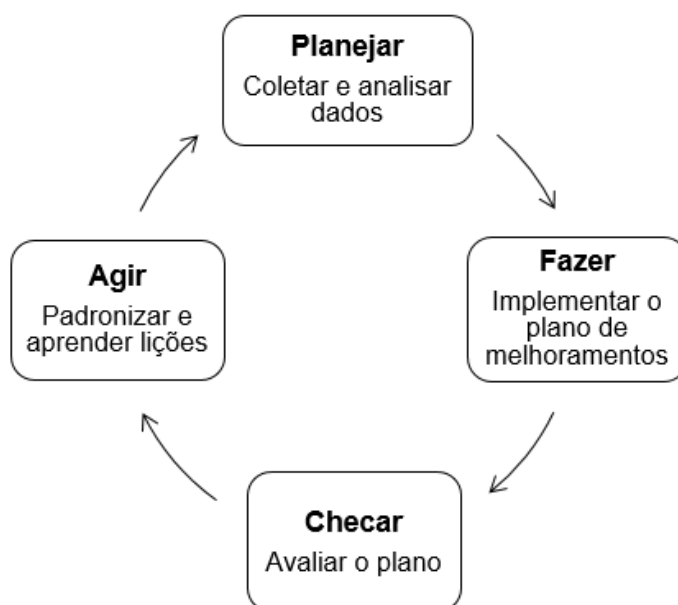 Planejar
Coletar e analisar
dados
Fazer
Implementar o
plano de
melhoramentos
Checar
Avaliar o plano
Agir
Padronizar e
aprender lições